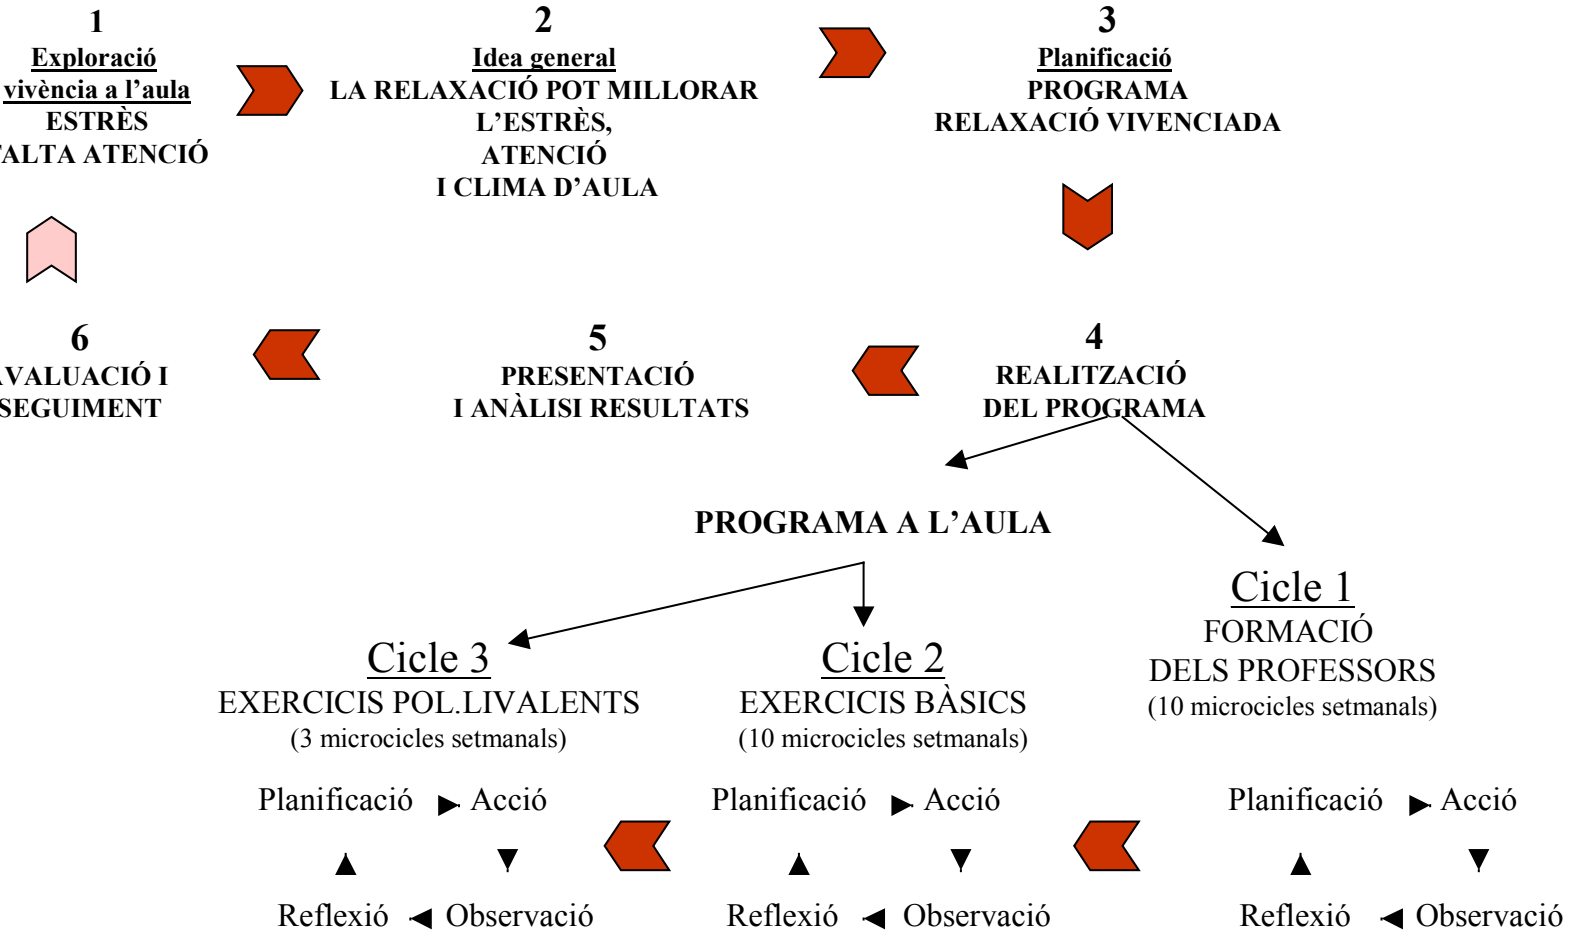 1
Exploració
vivència a l’aula
ESTRÈS
FALTA ATENCIÓ
2
Idea general
LA RELAXACIÓ POT MILLORAR
L’ESTRÈS,
ATENCIÓ
I CLIMA D’AULA
3
Planificació
PROGRAMA
RELAXACIÓ VIVENCIADA
6
AVALUACIÓ I
SEGUIMENT
5
PRESENTACIÓ
I ANÀLISI RESULTATS
4
REALITZACIÓ
DEL PROGRAMA
PROGRAMA A L’AULA
Cicle 3
EXERCICIS POL.LIVALENTS
(3 microcicles setmanals)
Planificació Acció
Reflexió Observació
Cicle 2
EXERCICIS BÀSICS
(10 microcicles setmanals)
Planificació Acció
Reflexió Observació
Cicle 1
FORMACIÓ
DELS PROFESSORS
(10 microcicles setmanals)
Planificació Acció
Reflexió Observació